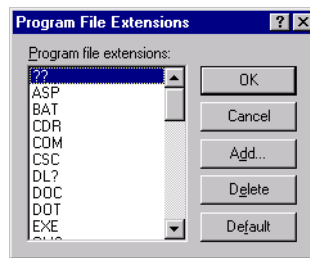 Program File Extensions
Program file extensions:
??
ASP
BAT
CDR
COM
CSC
DL?
DOC
DOT
EXE
OK
Cancel
Add...
Delete
Default